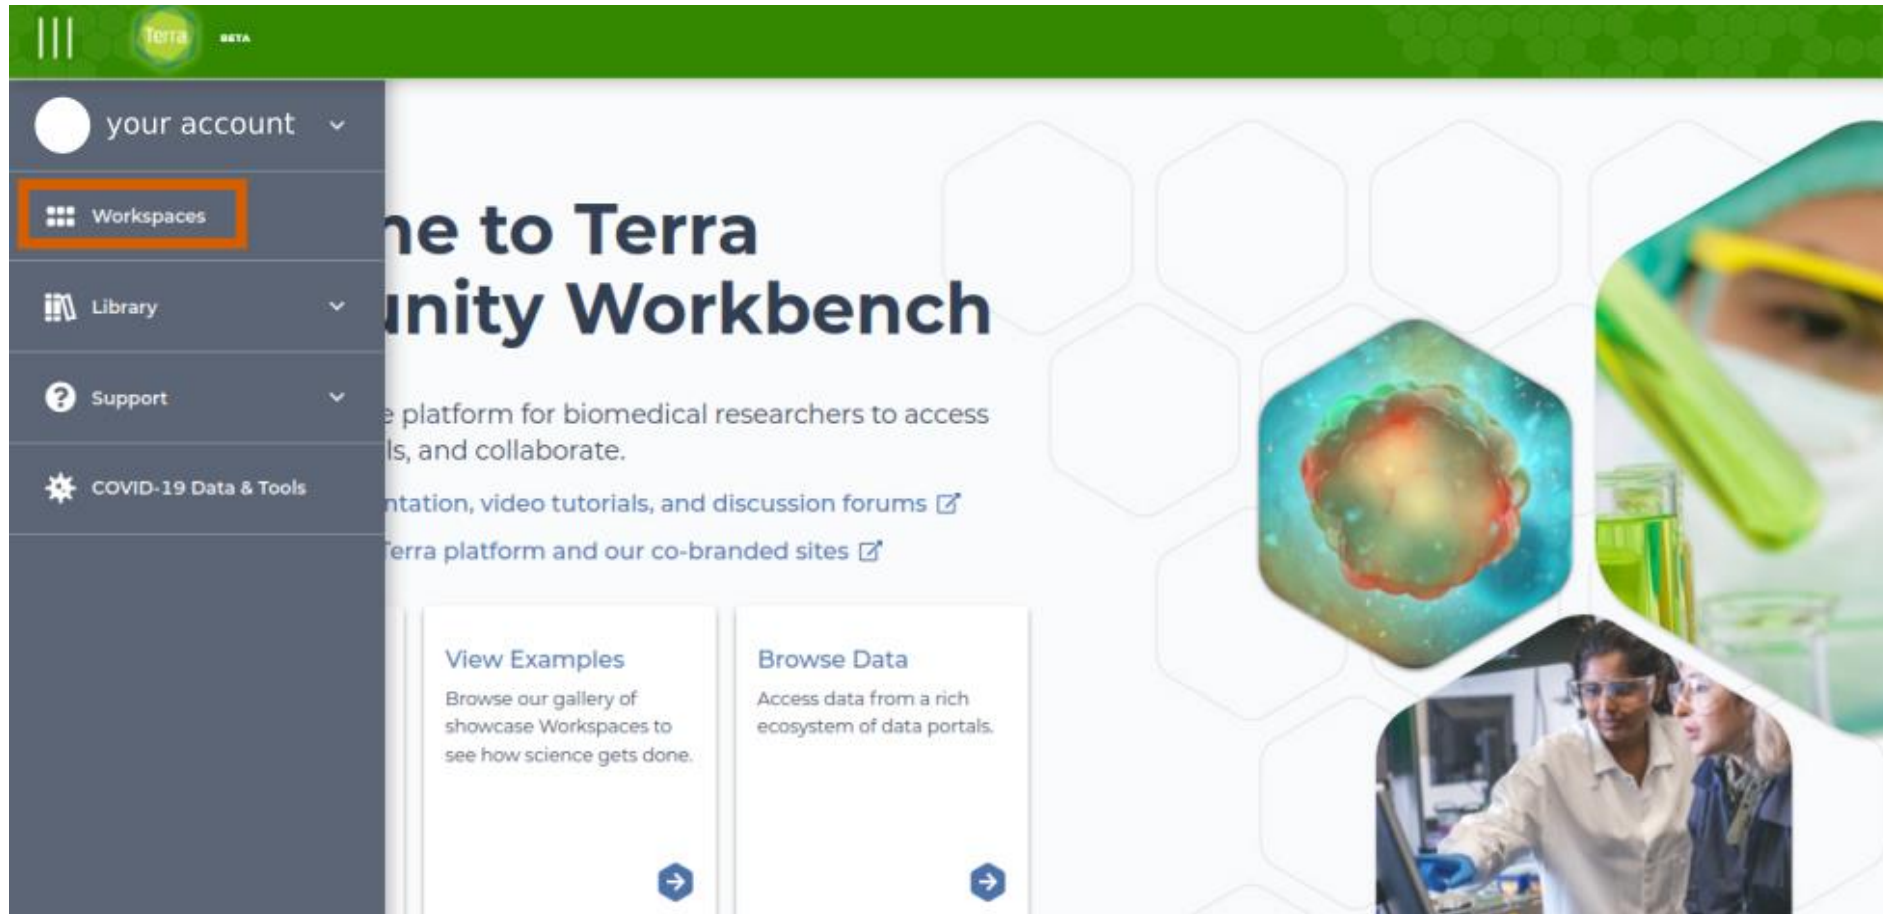 Terra BETA
your account
Workspaces
Library
Support
COVID-19 Data & Tools
ne to Terra
unity Workbench
e platform for biomedical researchers to access
ls, and collaborate.
ntation, video tutorials, and discussion forums
Terra platform and our co-branded sites
View Examples
Browse our gallery of
showcase Workspaces to
see how science gets done.
Browse Data
Access data from a rich
ecosystem of data portals.